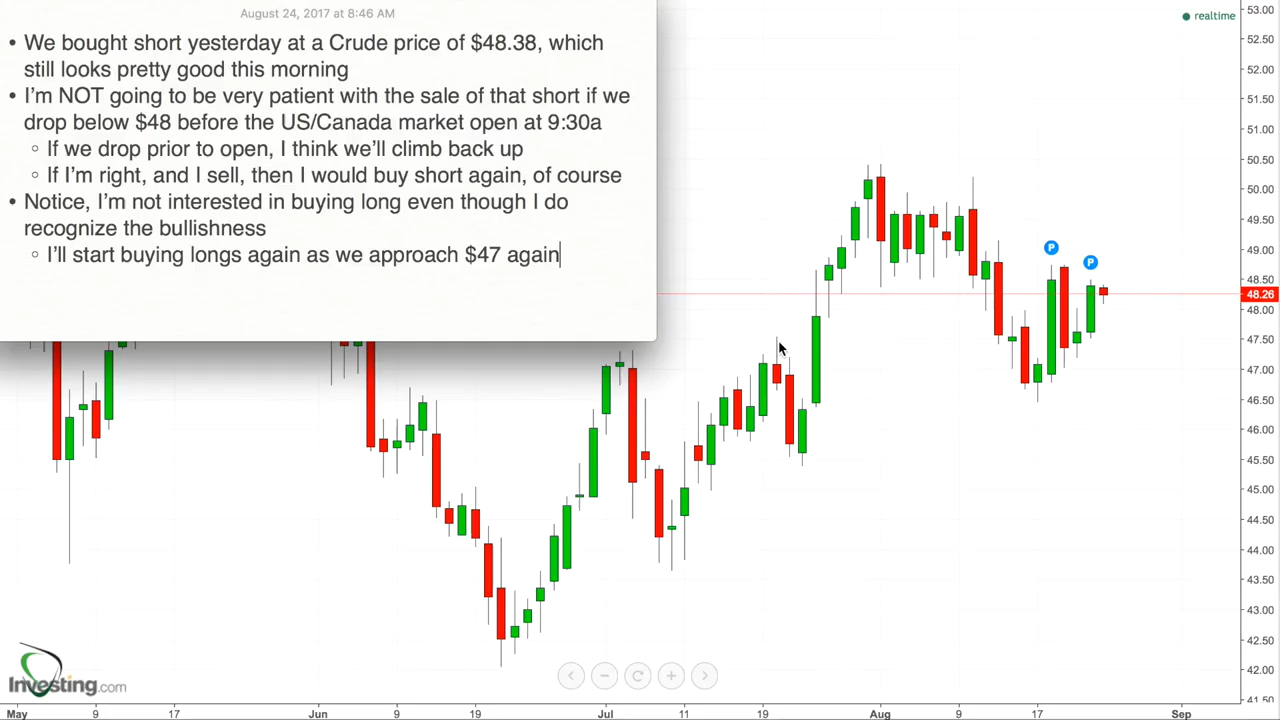 August 24, 2017 at 8:46 AM
• We bought short yesterday at a Crude price of $48.38, which
still looks pretty good this morning
• I’m NOT going to be very patient with the sale of that short if we
drop below $48 before the US/Canada market open at 9:30a
◦ If we drop prior to open, I think we’ll climb back up
◦ If I’m right, and I sell, then I would buy short again, of course
• Notice, I’m not interested in buying long even though I do
recognize the bullishness
◦ I’ll start buying longs again as we approach $47 again
realtime
53.00
52.50
52.00
51.50
51.00
50.50
50.00
49.50
49.00
48.50
48.26
48.00
47.50
47.00
46.50
46.00
45.50
45.00
44.50
44.00
43.50
43.00
42.50
42.00
41.50
P
P
Investing.com
May 9 17 Jun 9 19 Jul 11 19 Aug 9 17 Sep